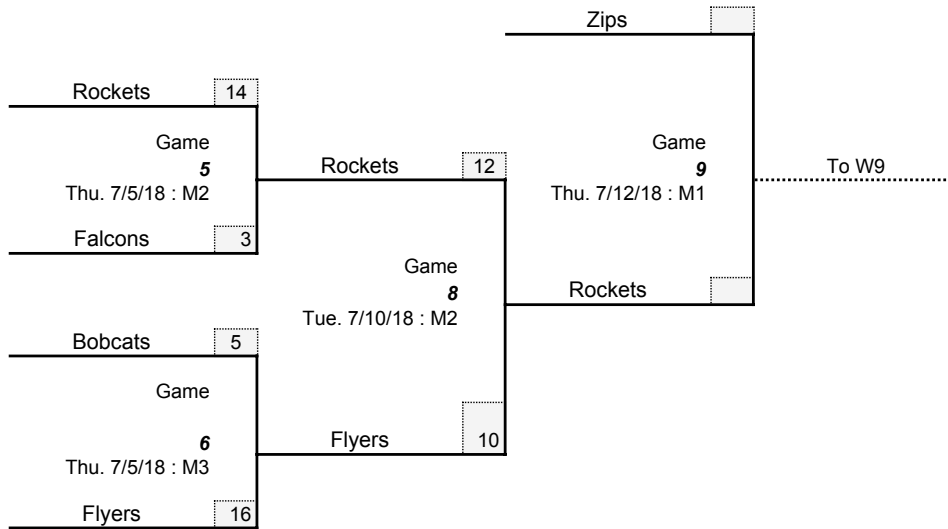 Zips
Rockets 14
Game
5
Thu. 7/5/18 : M2
Falcons 3
Rockets 12
Game
9
Thu. 7/12/18 : M1
To W9
Game
8
Tue. 7/10/18 : M2
Rockets
Bobcats 5
Game
6
Thu. 7/5/18 : M3
Flyers 16
Flyers 10